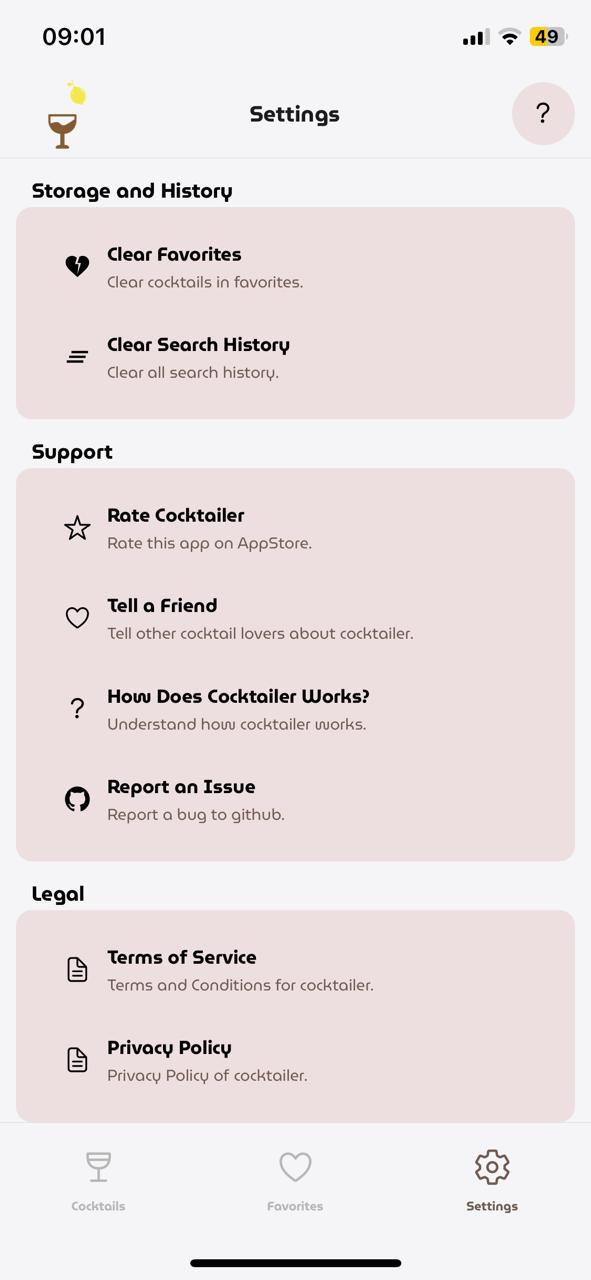 09:01
49
Settings
?
Storage and History
Clear Favorites
Clear cocktails in favorites.
Clear Search History
Clear all search history.
Support
Rate Cocktailer
Rate this app on AppStore.
Tell a Friend
Tell other cocktail lovers about cocktailer.
?
How Does Cocktailer Works?
Understand how cocktailer works.
Report an Issue
Report a bug to github.
Legal
Terms of Service
Terms and Conditions for cocktailer.
Privacy Policy
Privacy Policy of cocktailer.
Cocktails
Favorites
Settings